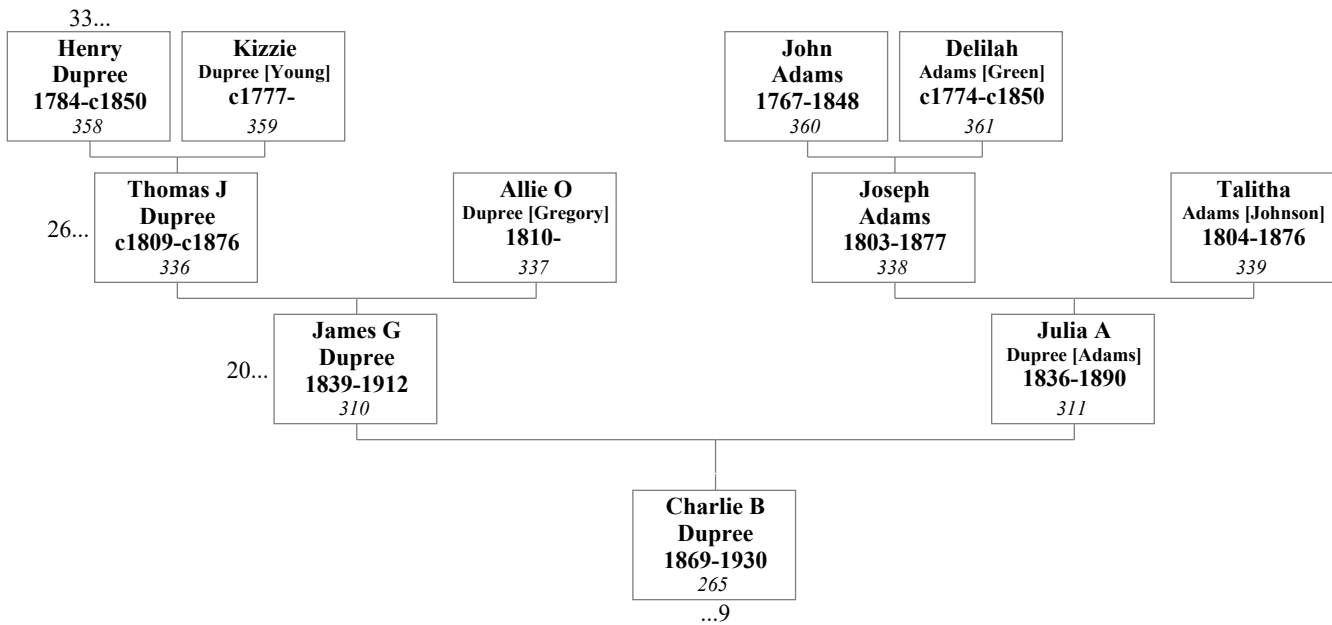 33...
Henry
Dupree
1784-c1850
358
Kizzie
Dupree [Young]
c1777-
359
John
Adams
1767-1848
360
Delilah
Adams [Green]
c1774-c1850
361
26...
Thomas J
Dupree
c1809-c1876
336
Allie O
Dupree [Gregory]
1810-
337
Joseph
Adams
1803-1877
338
Talitha
Adams [Johnson]
1804-1876
339
20...
James G
Dupree
1839-1912
310
Julia A
Dupree [Adams]
1836-1890
311
Charlie B
Dupree
1869-1930
265
...9